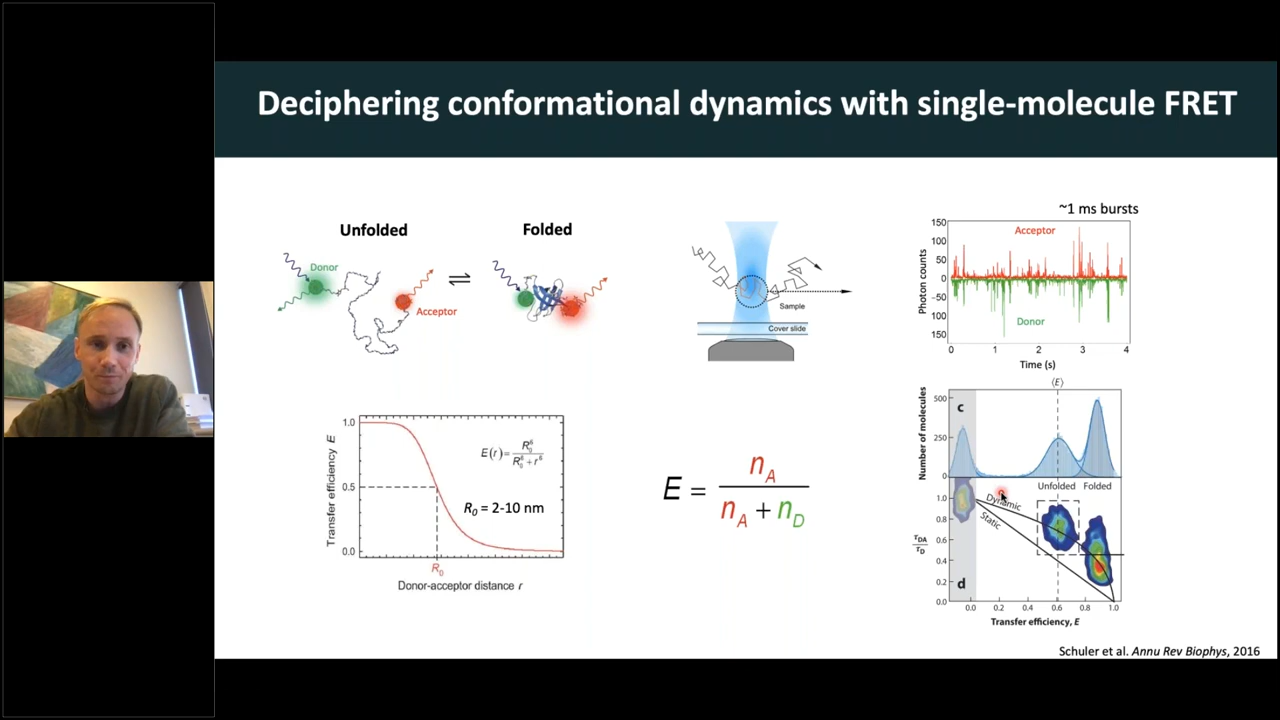 Deciphering conformational dynamics with single-molecule FRET
Unfolded
Folded
Donor
Acceptor
Sample
Cover slide
~1 ms bursts
150
100
50
0
−50
100
150
Photon counts
Acceptor
Donor
0 1 2 3 4
Time (s)
Transfer efficiency E
1.0
0.5
0.0
E(r) = R₀⁶ / (R₀⁶ + r⁶)
R₀ = 2-10 nm
R₀
Donor-acceptor distance r
E = nA / (nA + nD)
⟨E⟩
Number of molecules
500
250
0
c
Unfolded Folded
τDA/τD
1.0
0.8
0.6
0.4
0.2
0.0
Dynamic
Static
d
0.0 0.2 0.4 0.6 0.8 1.0
Transfer efficiency, E
Schuler et al. Annu Rev Biophys, 2016